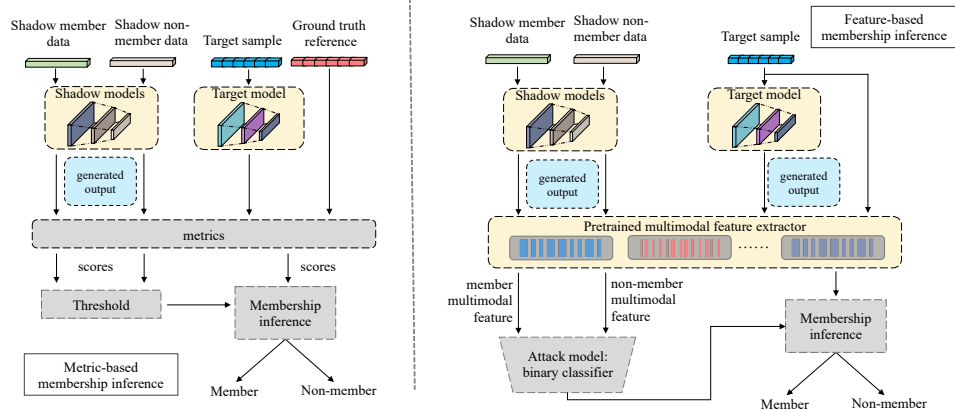 Shadow member
data
Shadow non-
member data
Target sample
Ground truth
reference
Shadow models
Target model
generated
output
metrics
scores
scores
Threshold
Membership
inference
Metric-based
membership inference
Member
Non-member
Shadow member
data
Shadow non-
member data
Target sample
Feature-based
membership inference
Shadow models
Target model
generated
output
generated
output
Pretrained multimodal feature extractor
......
member
multimodal
feature
non-member
multimodal
feature
Membership
inference
Attack model:
binary classifier
Member
Non-member